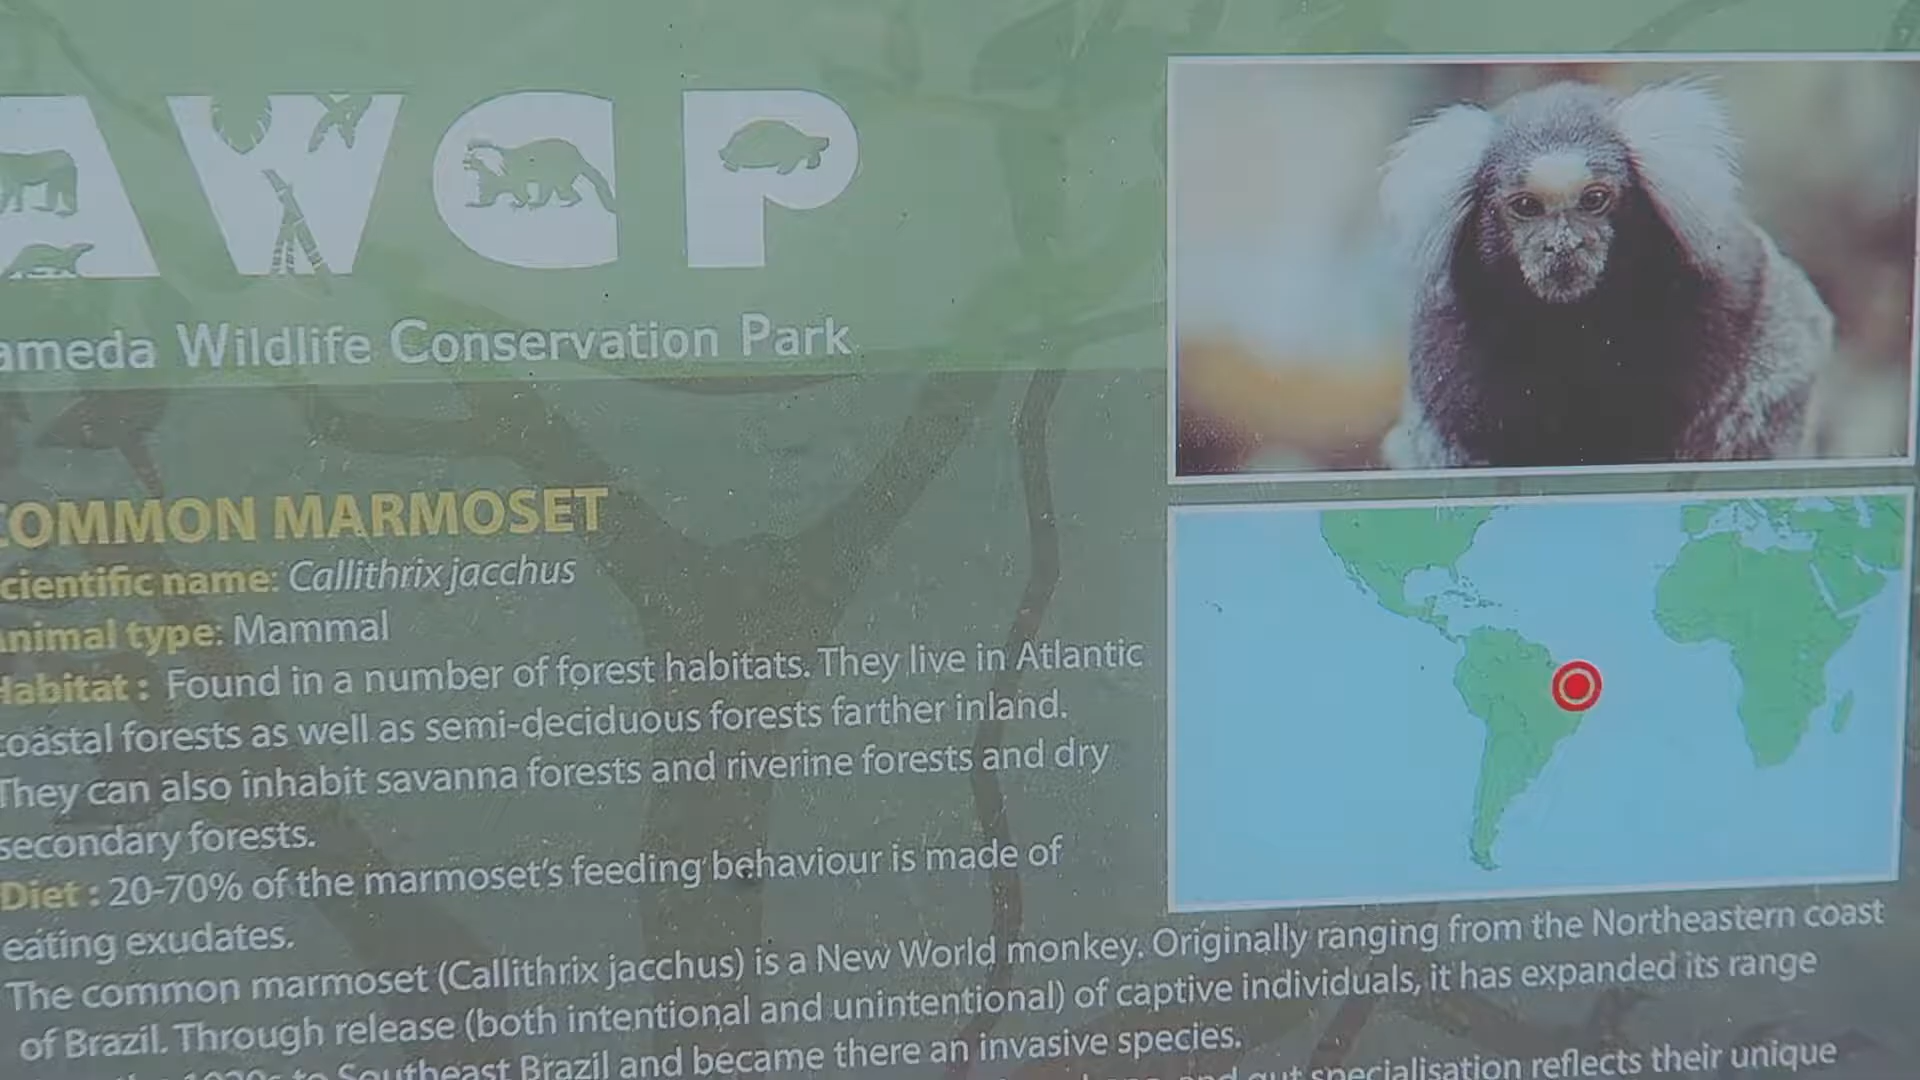 AWCP
ameda Wildlife Conservation Park
COMMON MARMOSET
cientific name: Callithrix jacchus
Animal type: Mammal
Habitat : Found in a number of forest habitats. They live in Atlantic
coastal forests as well as semi-deciduous forests farther inland.
They can also inhabit savanna forests and riverine forests and dry
secondary forests.
Diet : 20-70% of the marmoset's feeding behaviour is made of
eating exudates.
The common marmoset (Callithrix jacchus) is a New World monkey. Originally ranging from the Northeastern coast
of Brazil. Through release (both intentional and unintentional) of captive individuals, it has expanded its range
to Southeast Brazil and became there an invasive species.
and gut specialisation reflects their unique